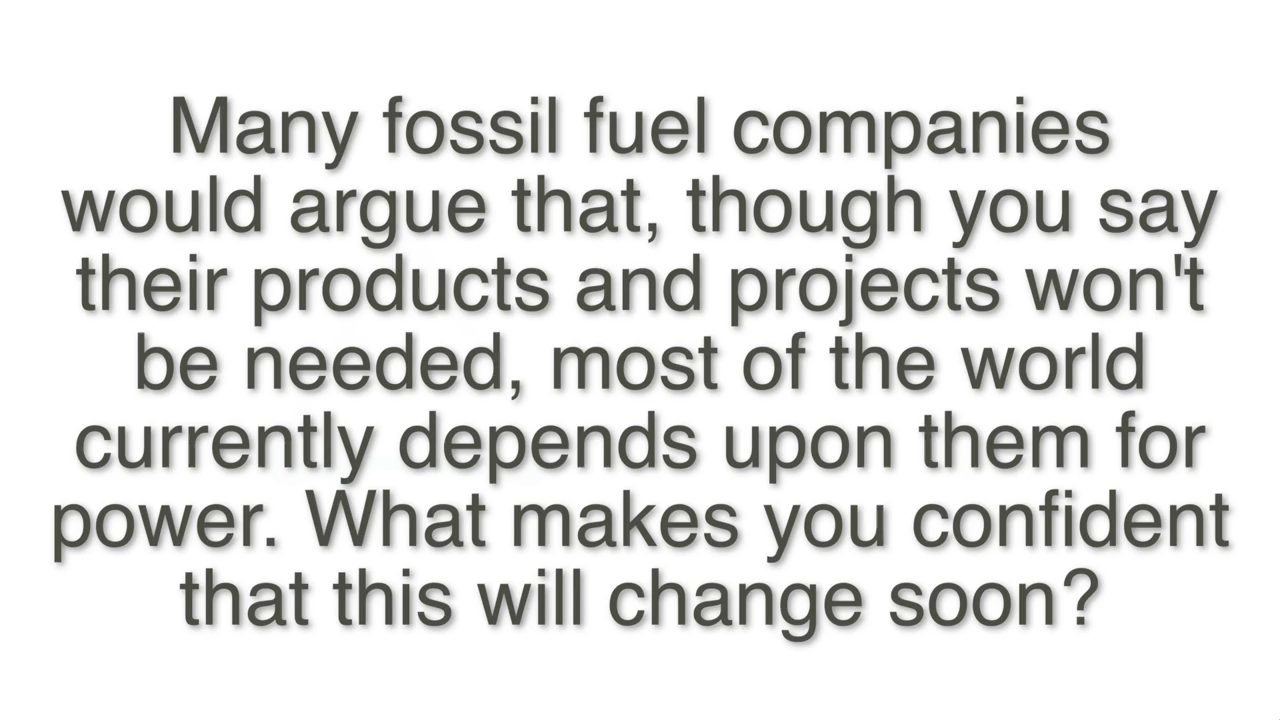 Many fossil fuel companies
would argue that, though you say
their products and projects won't
be needed, most of the world
currently depends upon them for
power. What makes you confident
that this will change soon?